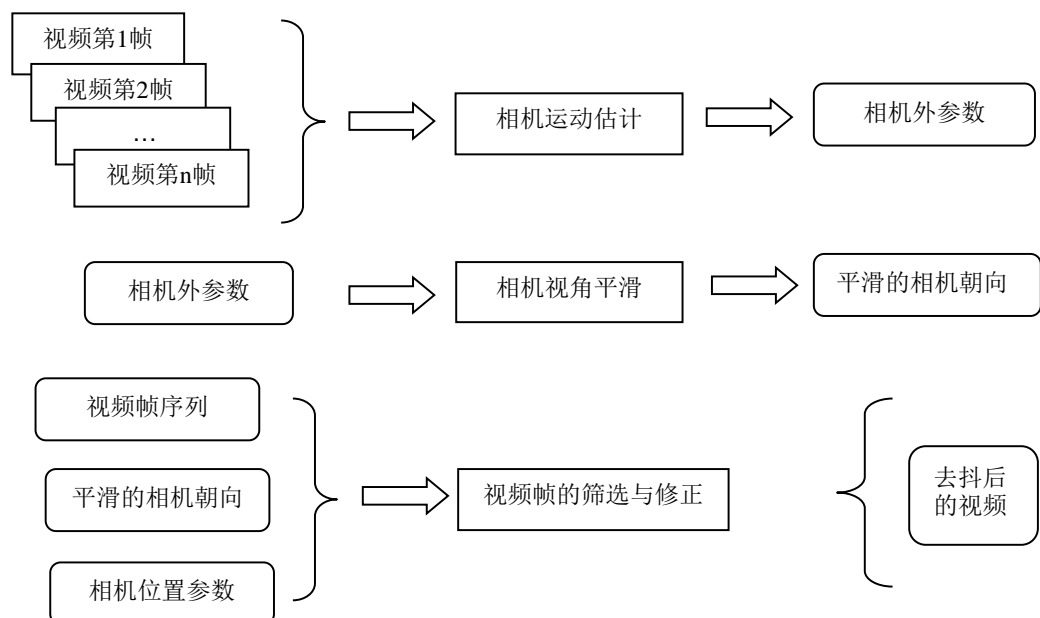 视频第1帧
视频第2帧
…
视频第n帧
相机运动估计
相机外参数
相机外参数
相机视角平滑
平滑的相机朝向
视频帧序列
平滑的相机朝向
相机位置参数
视频帧的筛选与修正
去抖后
的视频